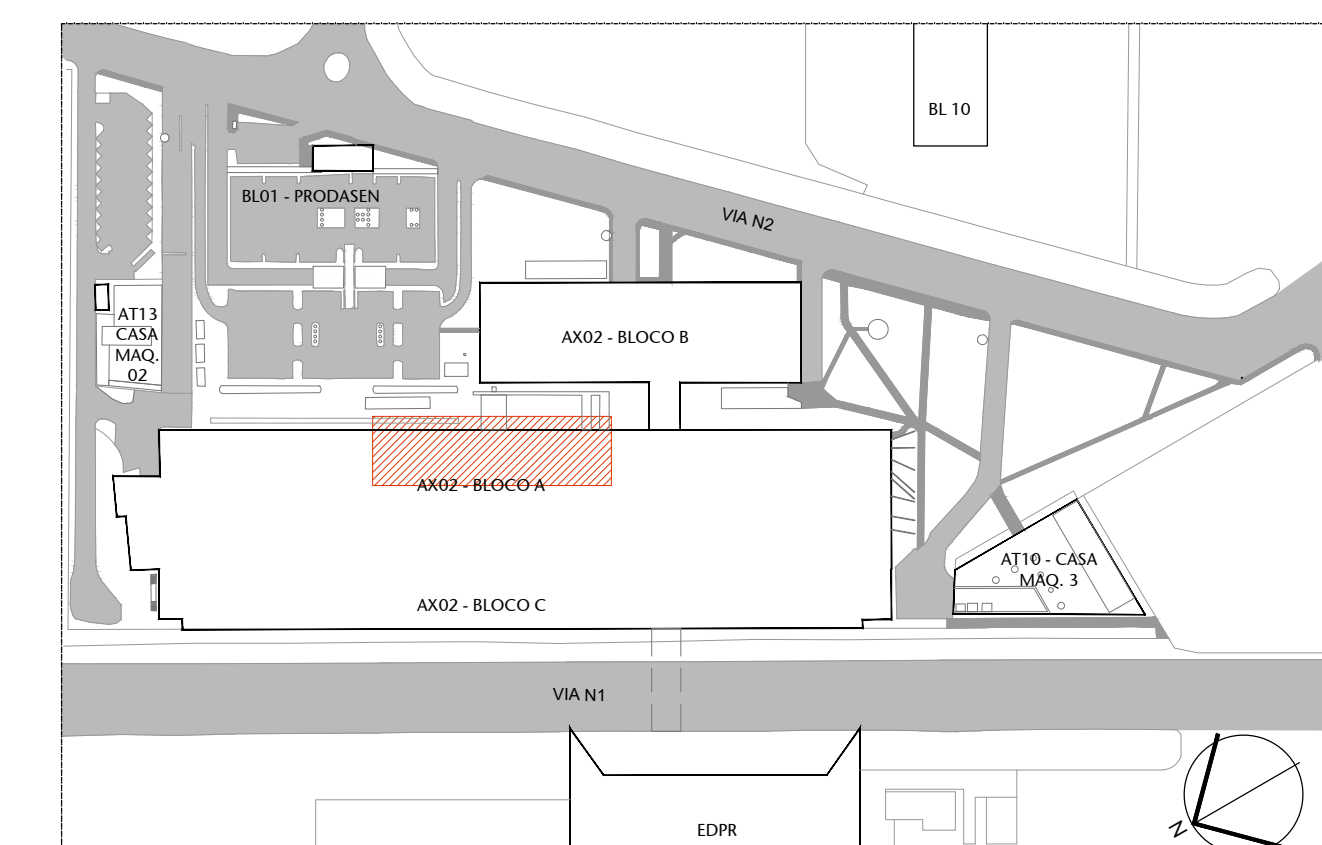 BL 10
BL01 - PRODASEN
VIA N2
AT13
CASA
MAQ.
02
AX02 - BLOCO B
AX02 - BLOCO A
AT10 - CASA
MAQ. 3
AX02 - BLOCO C
VIA N1
EDPR
N